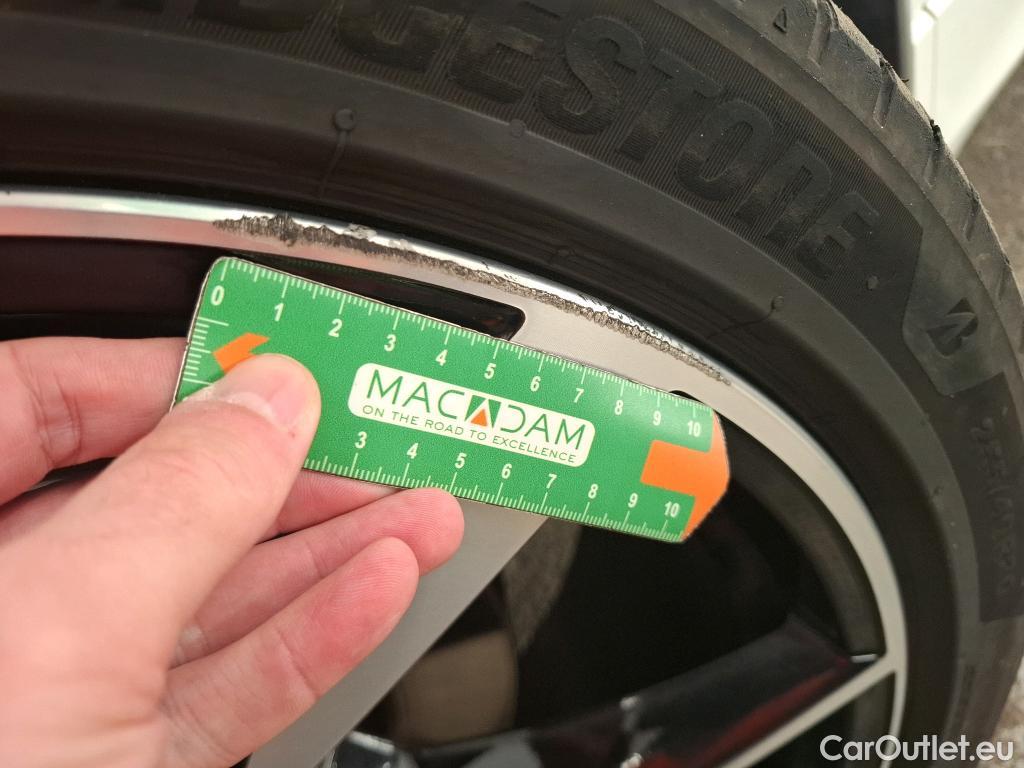 DGESTONE
0 1 2 3 4 5 6 7 8 9 10
MACADAM
ON THE ROAD TO EXCELLENCE
3 4 5 6 7 8 9 10
CarOutlet.eu